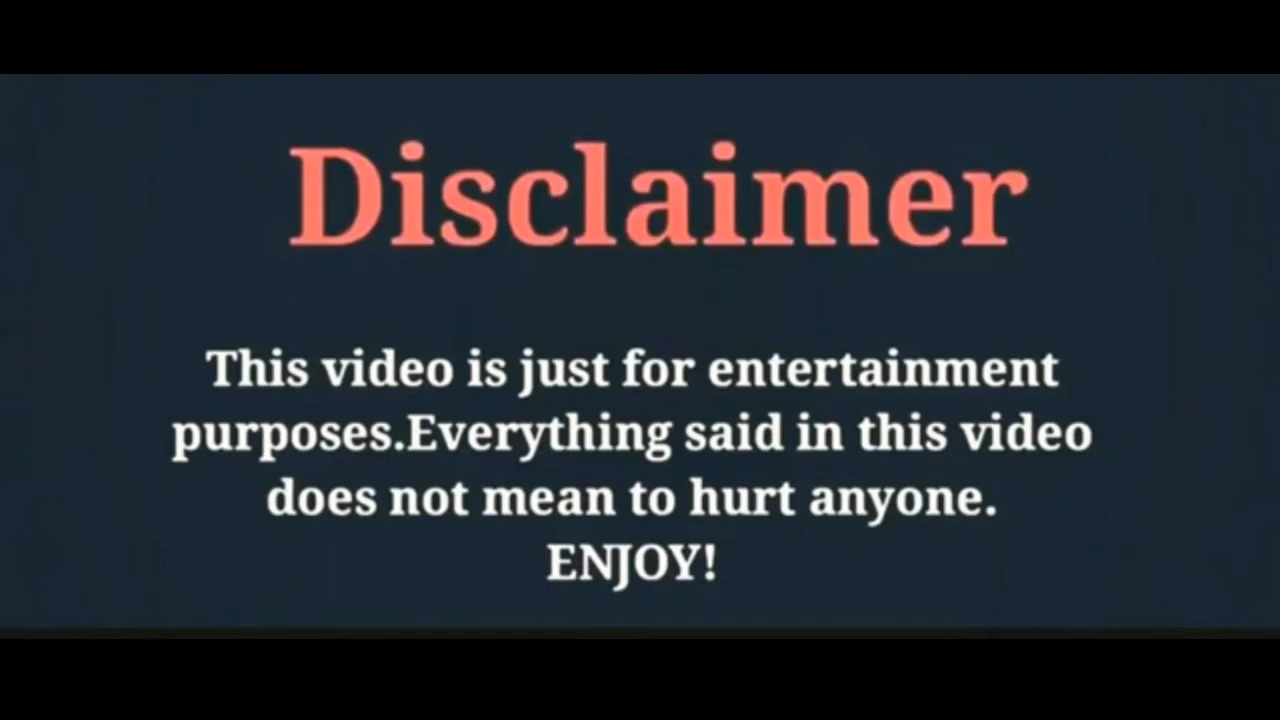 Disclaimer
This video is just for entertainment
purposes.Everything said in this video
does not mean to hurt anyone.
ENJOY!